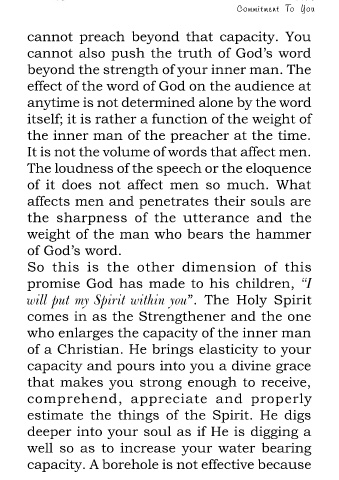 Commitment To You
cannot preach beyond that capacity. You
cannot also push the truth of God's word
beyond the strength of your inner man. The
effect of the word of God on the audience at
anytime is not determined alone by the word
itself; it is rather a function of the weight of
the inner man of the preacher at the time.
It is not the volume of words that affect men.
The loudness of the speech or the eloquence
of it does not affect men so much. What
affects men and penetrates their souls are
the sharpness of the utterance and the
weight of the man who bears the hammer
of God's word.
So this is the other dimension of this
promise God has made to his children, "I
will put my Spirit within you". The Holy Spirit
comes in as the Strengthener and the one
who enlarges the capacity of the inner man
of a Christian. He brings elasticity to your
capacity and pours into you a divine grace
that makes you strong enough to receive,
comprehend, appreciate and properly
estimate the things of the Spirit. He digs
deeper into your soul as if He is digging a
well so as to increase your water bearing
capacity. A borehole is not effective because